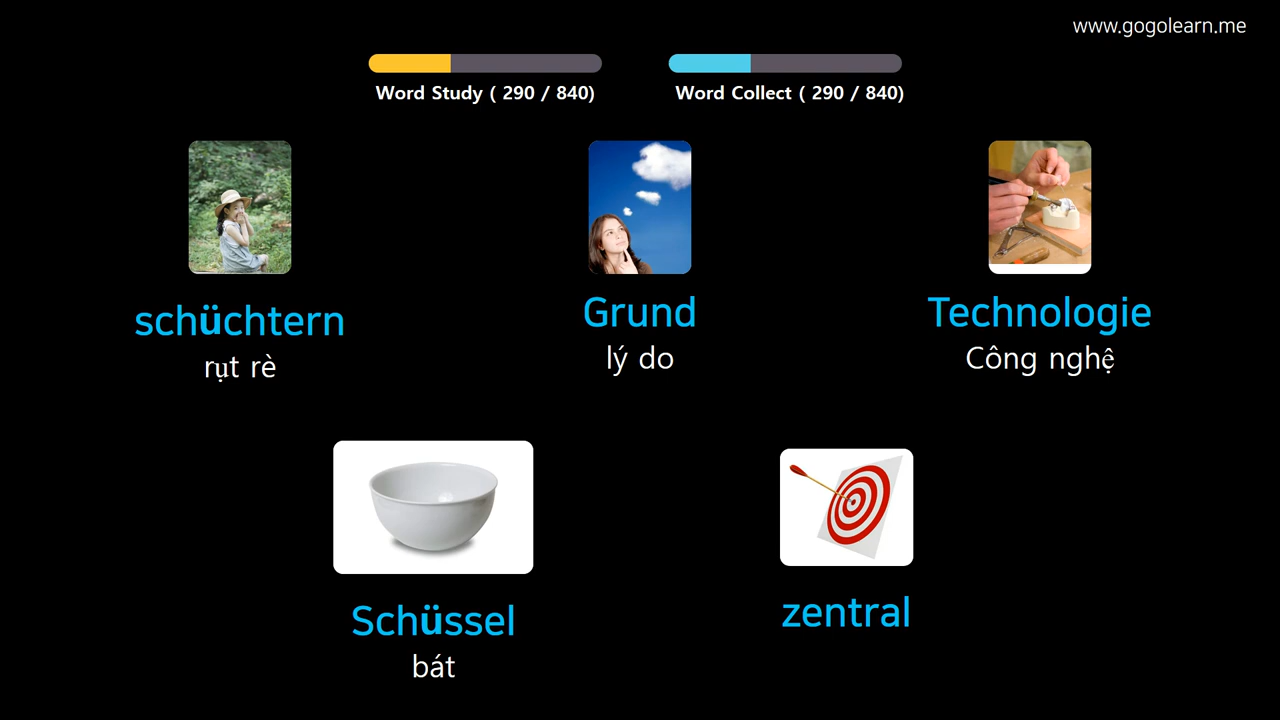 www.gogolearn.me
Word Study ( 290 / 840)
Word Collect ( 290 / 840)
schüchtern
rụt rè
Grund
lý do
Technologie
Công nghệ
Schüssel
bát
zentral